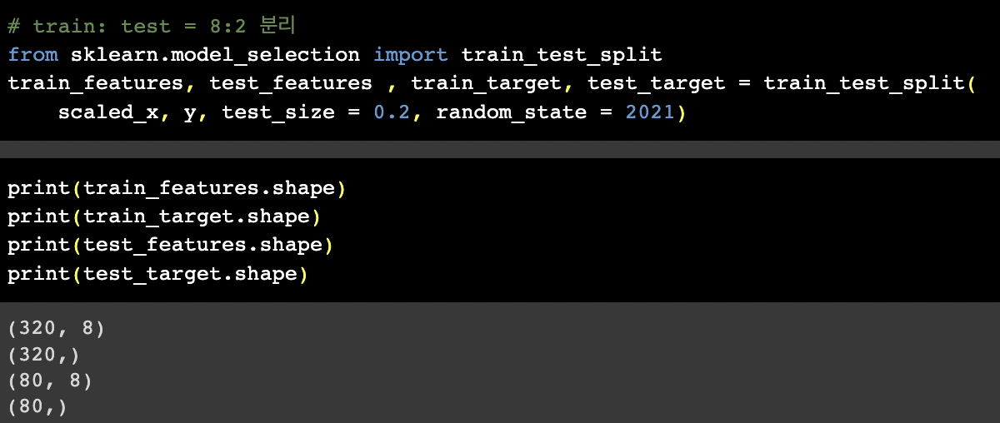 # train: test = 8:2 분리
from sklearn.model_selection import train_test_split
train_features, test_features , train_target, test_target = train_test_split(
    scaled_x, y, test_size = 0.2, random_state = 2021)
print(train_features.shape)
print(train_target.shape)
print(test_features.shape)
print(test_target.shape)
(320, 8)
(320,)
(80, 8)
(80,)